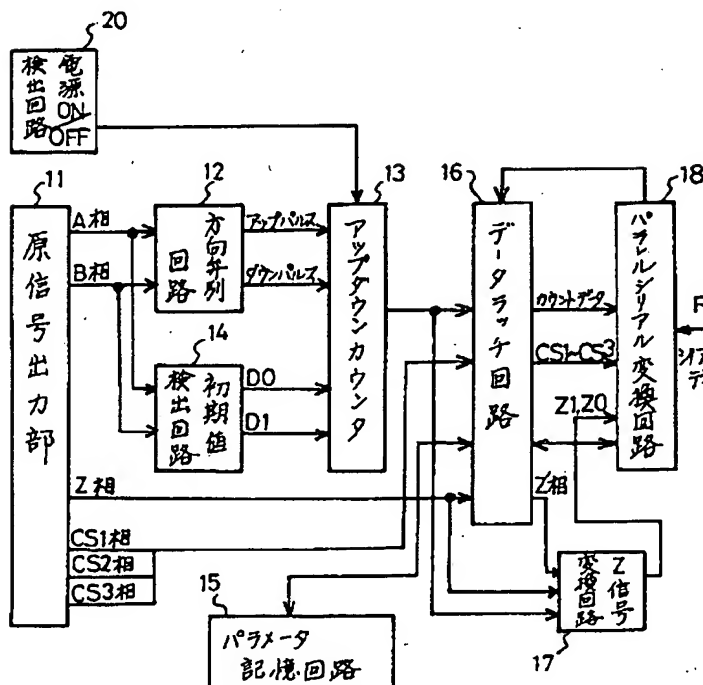 20
電源
ON/OFF
検出回路
11
原信号出力部
A相
B相
Z相
CS1相
CS2相
CS3相
12
方向弁別
回路
アップパルス
ダウンパルス
13
アップダウンカウンタ
14
初期値
検出回路
D0
D1
15
パラメータ
記憶回路
16
データラッチ回路
カウントデータ
CS1~CS3
Z1,Z0
Z相
17
Z信号
変換回路
18
パラレルシリアル変換回路